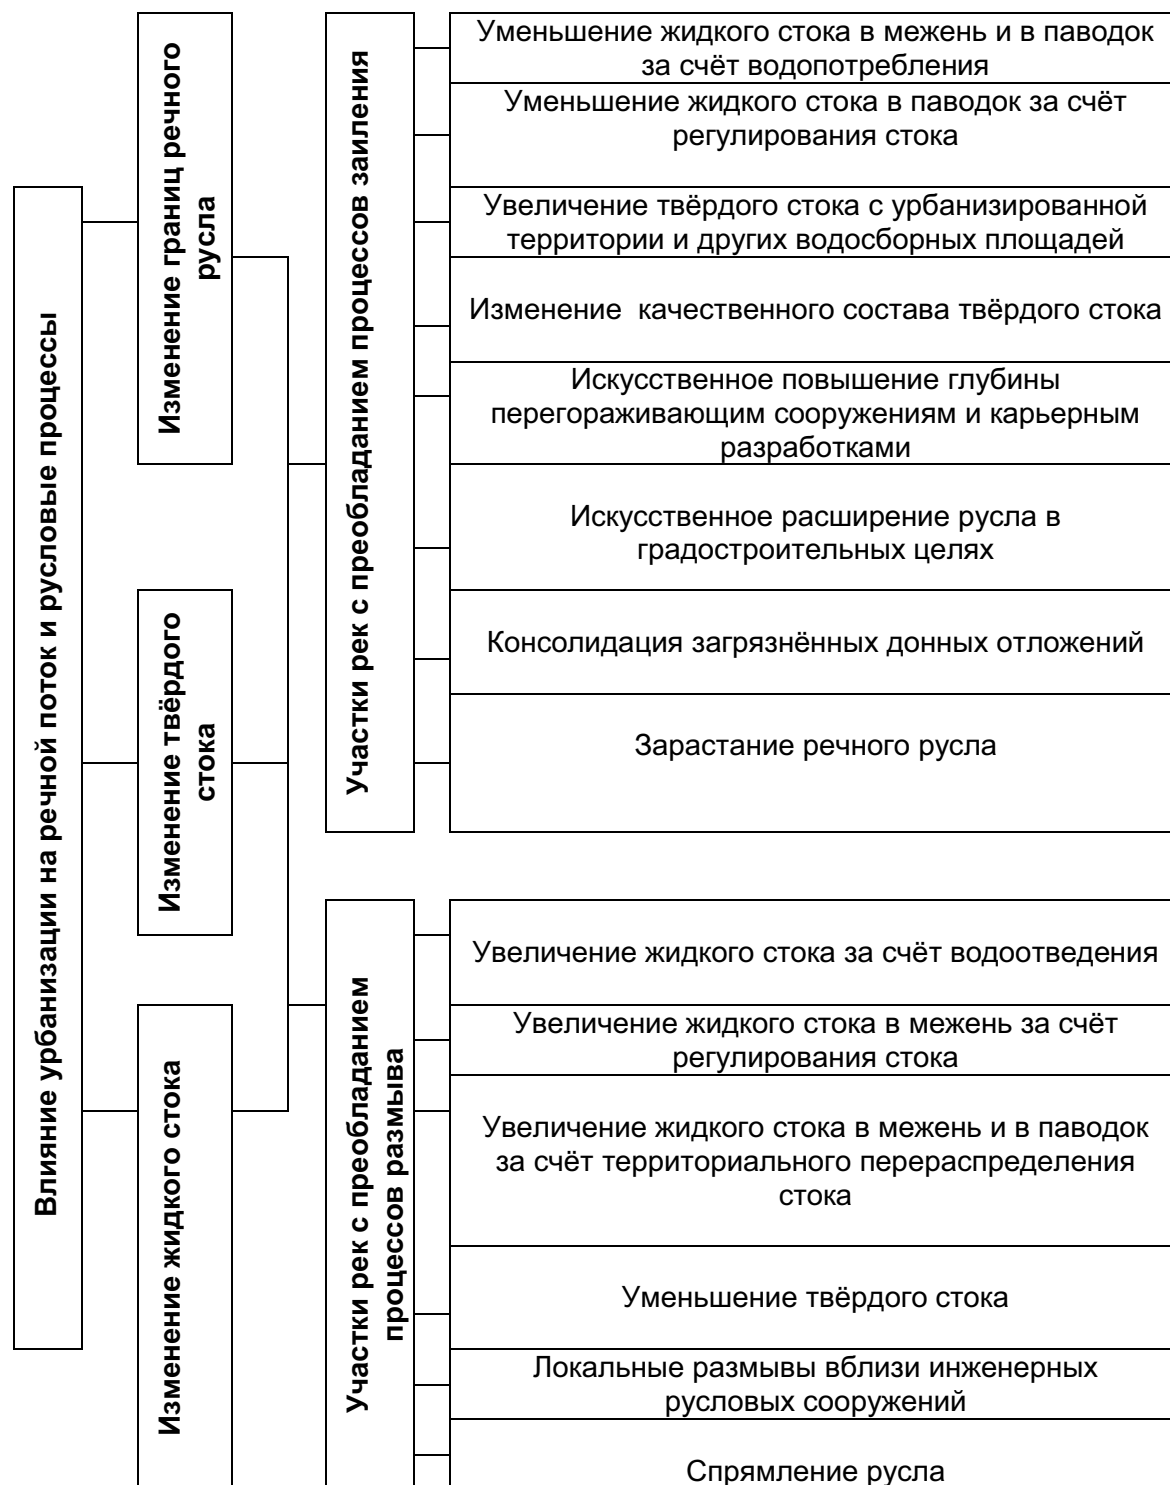 Влияние урбанизации на речной поток и русловые процессы
Изменение границ речного
русла
Изменение твёрдого
стока
Изменение жидкого стока
Участки рек с преобладанием процессов заиления
Уменьшение жидкого стока в межень и в паводок
за счёт водопотребления
Уменьшение жидкого стока в паводок за счёт
регулирования стока
Увеличение твёрдого стока с урбанизированной
территории и других водосборных площадей
Изменение качественного состава твёрдого стока
Искусственное повышение глубины
перегораживающим сооружениям и карьерным
разработками
Искусственное расширение русла в
градостроительных целях
Консолидация загрязнённых донных отложений
Зарастание речного русла
Участки рек с преобладанием
процессов размыва
Увеличение жидкого стока за счёт водоотведения
Увеличение жидкого стока в межень за счёт
регулирования стока
Увеличение жидкого стока в межень и в паводок
за счёт территориального перераспределения
стока
Уменьшение твёрдого стока
Локальные размывы вблизи инженерных
русловых сооружений
Спрямление русла